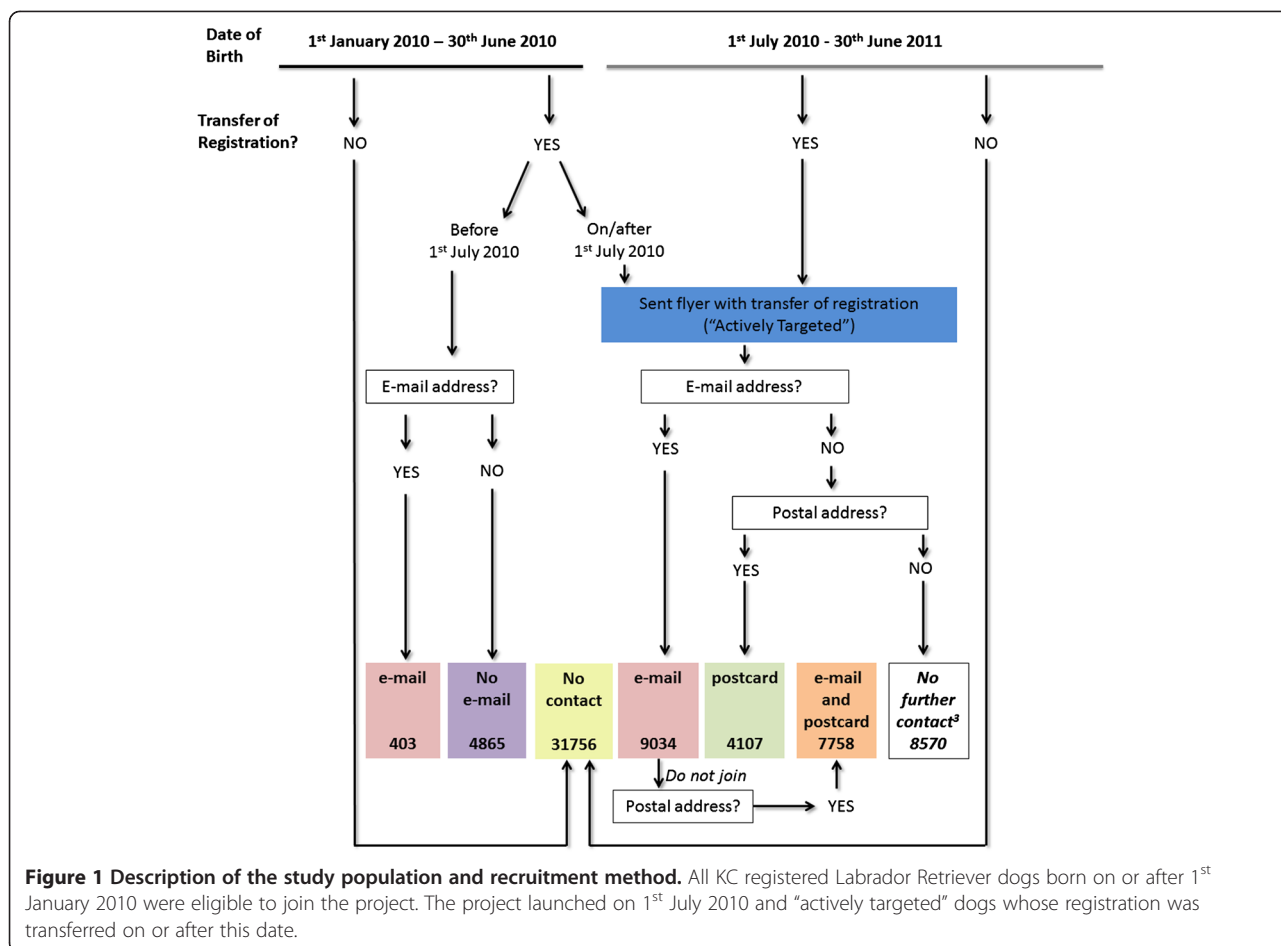 Date of Birth
1st January 2010 – 30th June 2010
1st July 2010 - 30th June 2011
Transfer of Registration?
NO
YES
YES
NO
Before
1st July 2010
On/after
1st July 2010
Sent flyer with transfer of registration
("Actively Targeted")
E-mail address?
E-mail address?
YES
NO
YES
NO
Postal address?
YES
NO
e-mail
403
No
e-mail
4865
No
contact
31756
e-mail
9034
postcard
4107
e-mail
and
postcard
7758
No
further
contact³
8570
Do not join
Postal address?
YES
Figure 1 Description of the study population and recruitment method. All KC registered Labrador Retriever dogs born on or after 1st
January 2010 were eligible to join the project. The project launched on 1st July 2010 and "actively targeted" dogs whose registration was
transferred on or after this date.